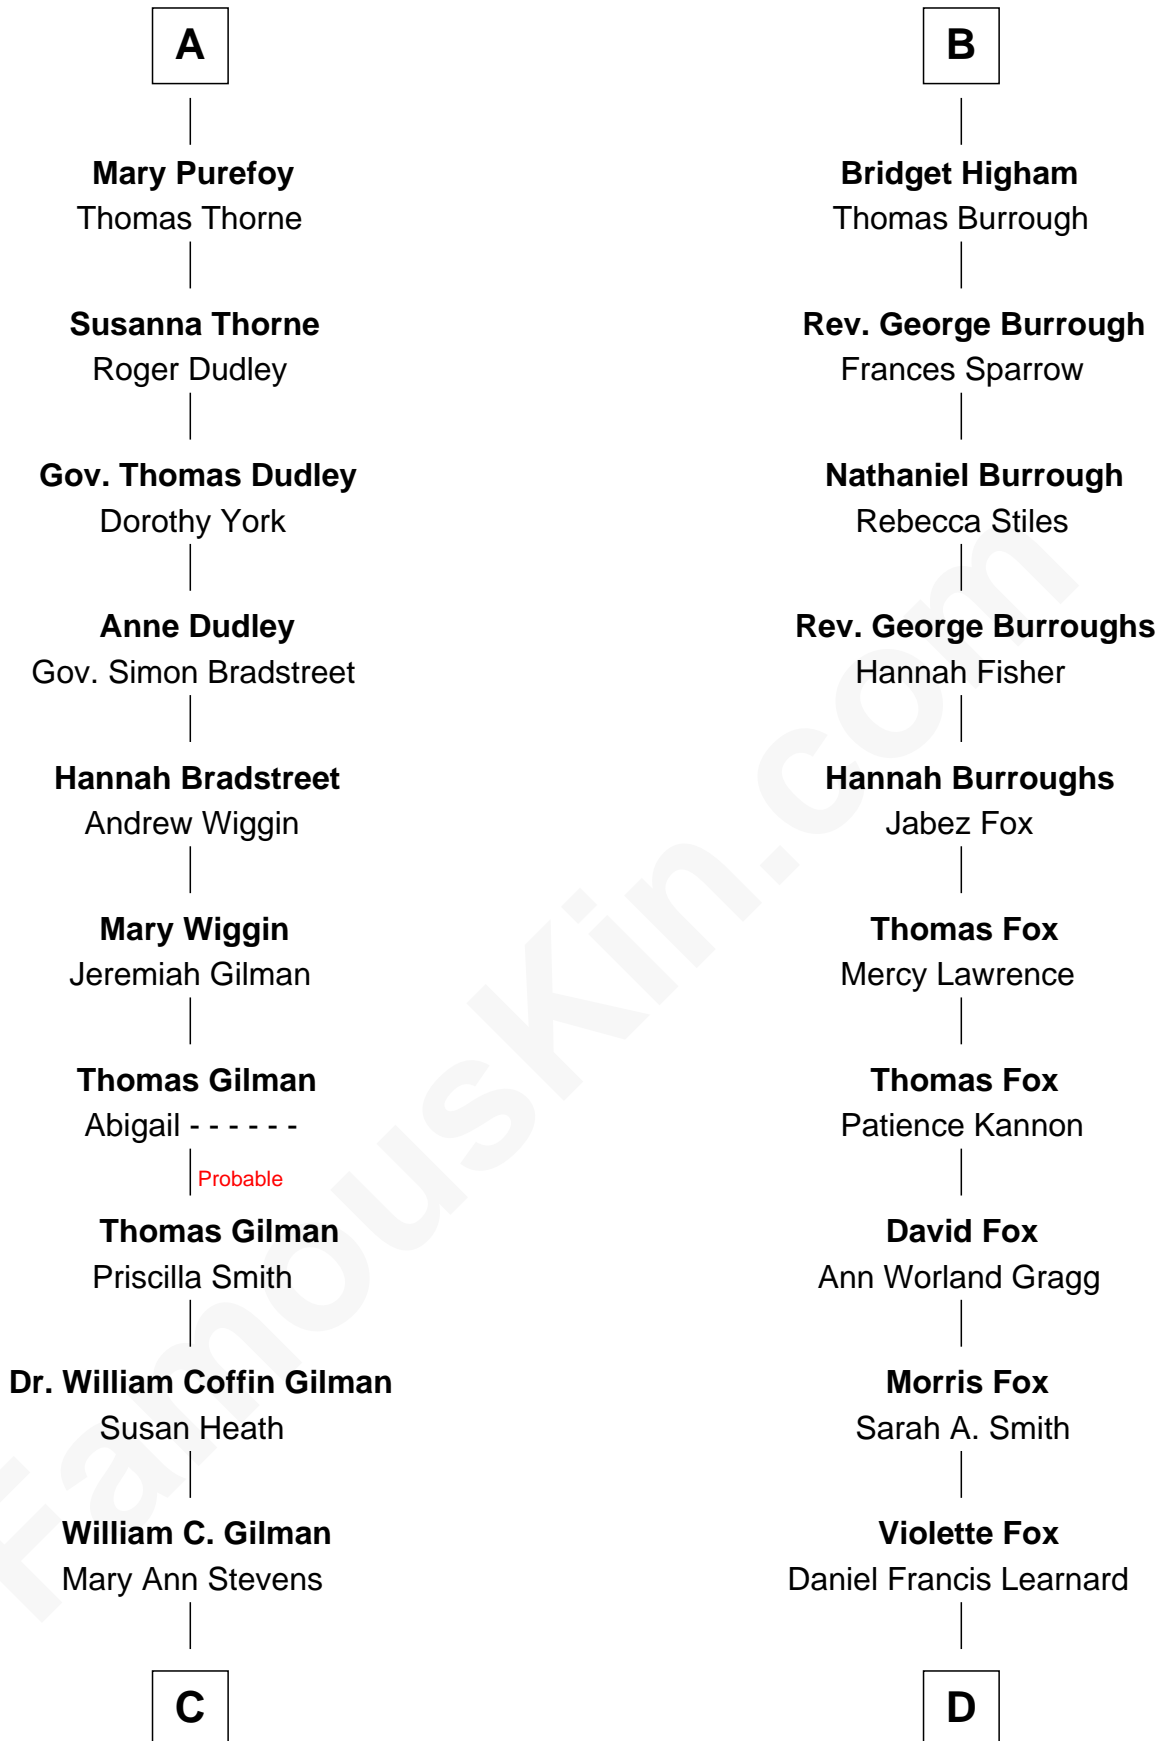 A
Mary Purefoy
Thomas Thorne
Susanna Thorne
Roger Dudley
Gov. Thomas Dudley
Dorothy York
Anne Dudley
Gov. Simon Bradstreet
Hannah Bradstreet
Andrew Wiggin
Mary Wiggin
Jeremiah Gilman
Thomas Gilman
Abigail - - - - - -
Probable
Thomas Gilman
Priscilla Smith
Dr. William Coffin Gilman
Susan Heath
William C. Gilman
Mary Ann Stevens
C
B
Bridget Higham
Thomas Burrough
Rev. George Burrough
Frances Sparrow
Nathaniel Burrough
Rebecca Stiles
Rev. George Burroughs
Hannah Fisher
Hannah Burroughs
Jabez Fox
Thomas Fox
Mercy Lawrence
Thomas Fox
Patience Kannon
David Fox
Ann Worland Gragg
Morris Fox
Sarah A. Smith
Violette Fox
Daniel Francis Learnard
D
FamousKin.com